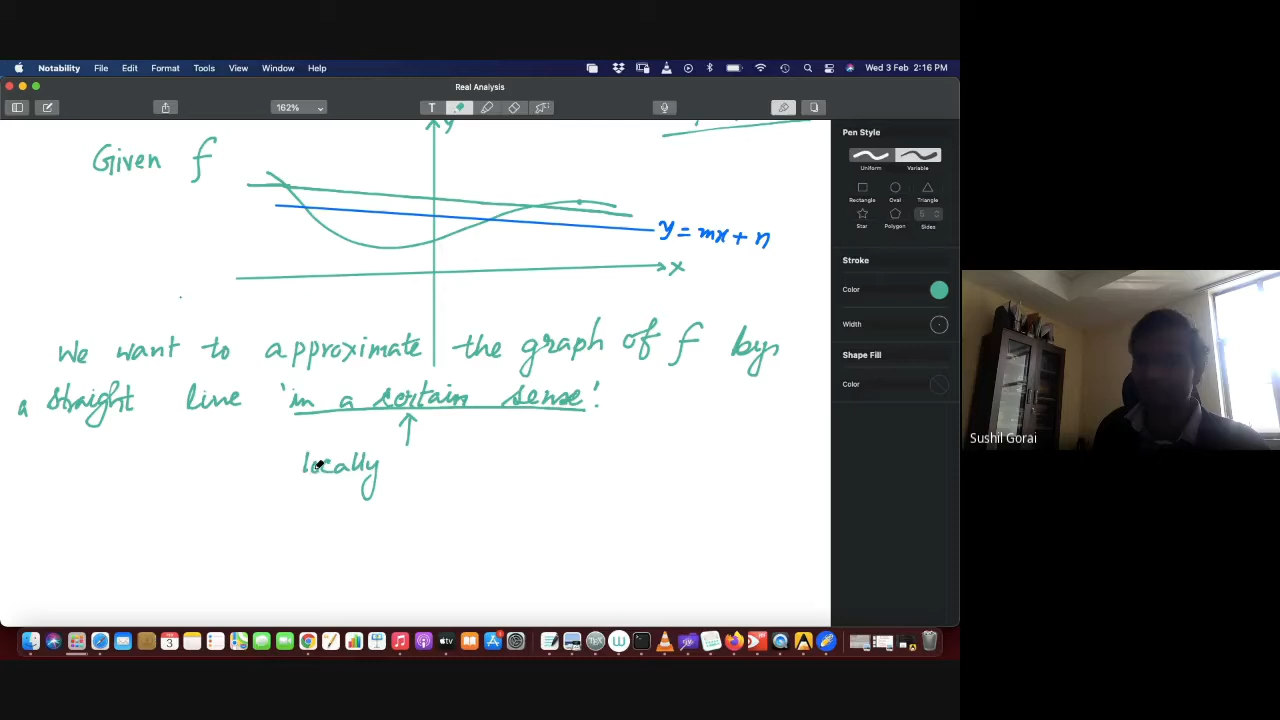 Notability File Edit Format Tools View Window Help Wed 3 Feb 2:16 PM
Real Analysis
162%
T
Pen Style
Uniform Variable
Rectangle Oval Triangle
Star Polygon Sides
Stroke
Color
Width
Shape Fill
Color
Given f
y
y = mx + n
x
We want to approximate the graph of f by
a straight line 'in a certain sense'.
locally
Sushil Gorai